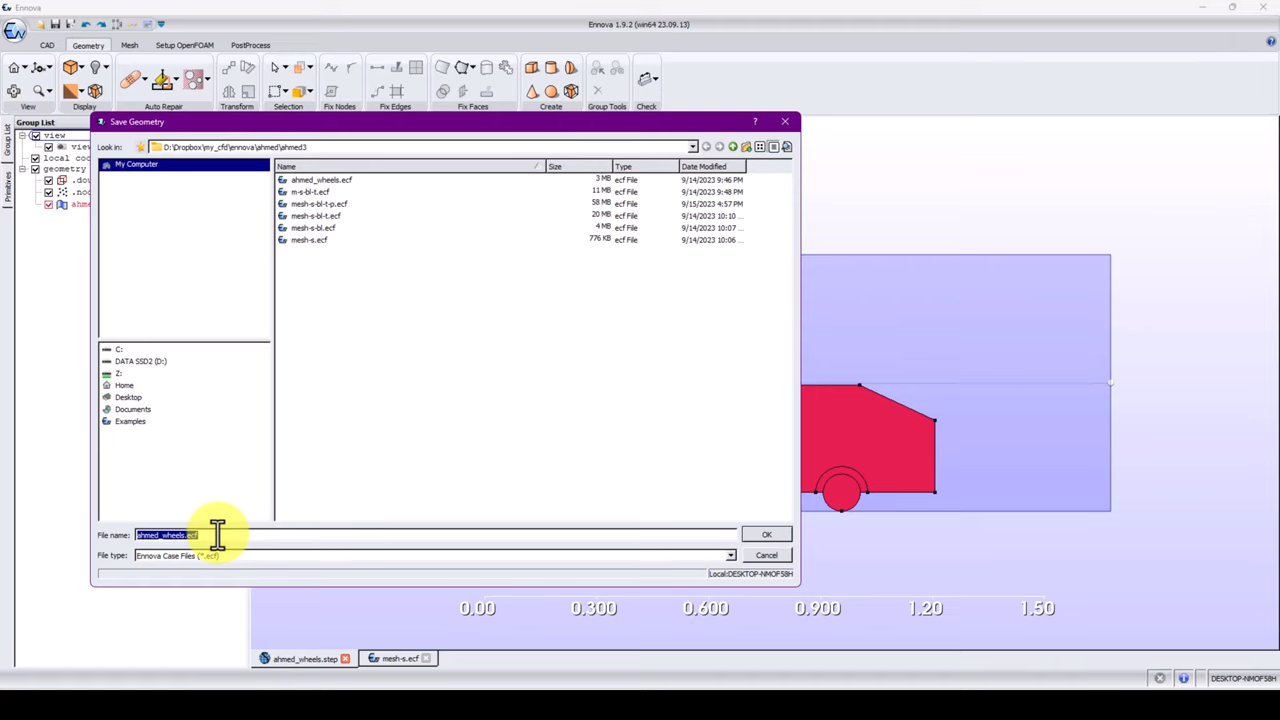 Ennova
Ennova 1.9.2 (win64 23.09.13)
CAD
Geometry
Mesh
Setup OpenFOAM
PostProcess
View
Display
Auto Repair
Transform
Selection
Fix Nodes
Fix Edges
Fix Faces
Create
Group Tools
Check
Group List
Group List
Primitives
view
view
local coo
geometry
.dou
.nod
ahme
Save Geometry
Look in:
D:\Dropbox\my_cfd\ennova\ahmed\ahmed3
My Computer
C:
DATA SSD2 (D:)
Z:
Home
Desktop
Documents
Examples
Name Size Type Date Modified
ahmed_wheels.ecf 3 MB ecf File 9/14/2023 9:46 PM
m-s-bl-t.ecf 11 MB ecf File 9/14/2023 9:48 PM
mesh-s-bl-t-p.ecf 58 MB ecf File 9/15/2023 4:57 PM
mesh-s-bl-t.ecf 20 MB ecf File 9/14/2023 10:10 ...
mesh-s-bl.ecf 4 MB ecf File 9/14/2023 10:07 ...
mesh-s.ecf 776 KB ecf File 9/14/2023 10:06 ...
File name: ahmed_wheels.ecf
OK
File type: Ennova Case Files (*.ecf)
Cancel
Local:DESKTOP-NMOF58H
0.00 0.300 0.600 0.900 1.20 1.50
ahmed_wheels.step
mesh-s.ecf
DESKTOP-NMOF58H